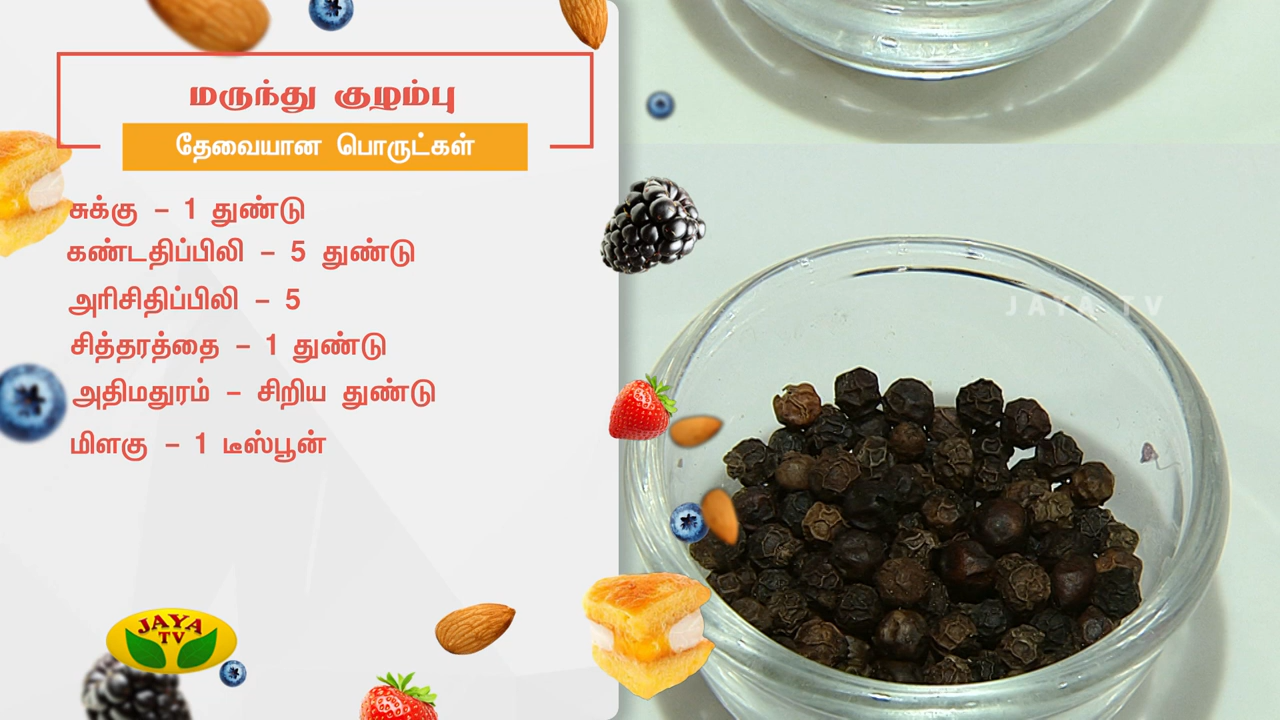 மருந்து குழம்பு
தேவையான பொருட்கள்
சுக்கு - 1 துண்டு
கண்டதிப்பிலி - 5 துண்டு
அரிசிதிப்பிலி - 5
சித்தரத்தை - 1 துண்டு
அதிமதுரம் - சிறிய துண்டு
மிளகு - 1 டீஸ்பூன்
JAYA TV
JAYA
TV